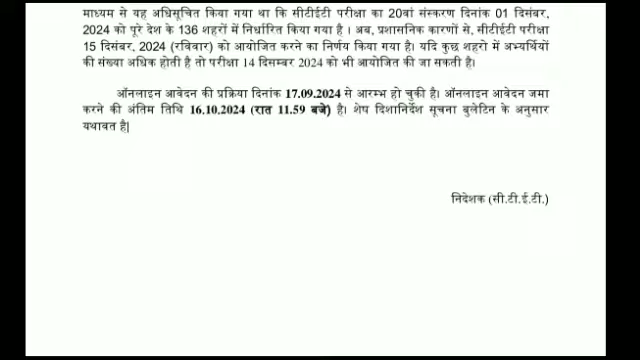 माध्यम से यह अधिसूचित किया गया था कि सीटीईटी परीक्षा का 20वां संस्करण दिनांक 01 दिसंबर,
2024 को पूरे देश के 136 शहरों में निर्धारित किया गया है । अब, प्रशासनिक कारणों से, सीटीईटी परीक्षा
15 दिसंबर, 2024 (रविवार) को आयोजित करने का निर्णय किया गया है। यदि कुछ शहरो में अभ्यर्थियों
की संख्या अधिक होती है तो परीक्षा 14 दिसम्बर 2024 को भी आयोजित की जा सकती है।
ऑनलाइन आवेदन की प्रक्रिया दिनांक 17.09.2024 से आरम्भ हो चुकी है। ऑनलाइन आवेदन जमा
करने की अंतिम तिथि 16.10.2024 (रात 11.59 बजे) है। शेष दिशानिर्देश सूचना बुलेटिन के अनुसार
यथावत है|
निदेशक (सी.टी.ई.टी.)